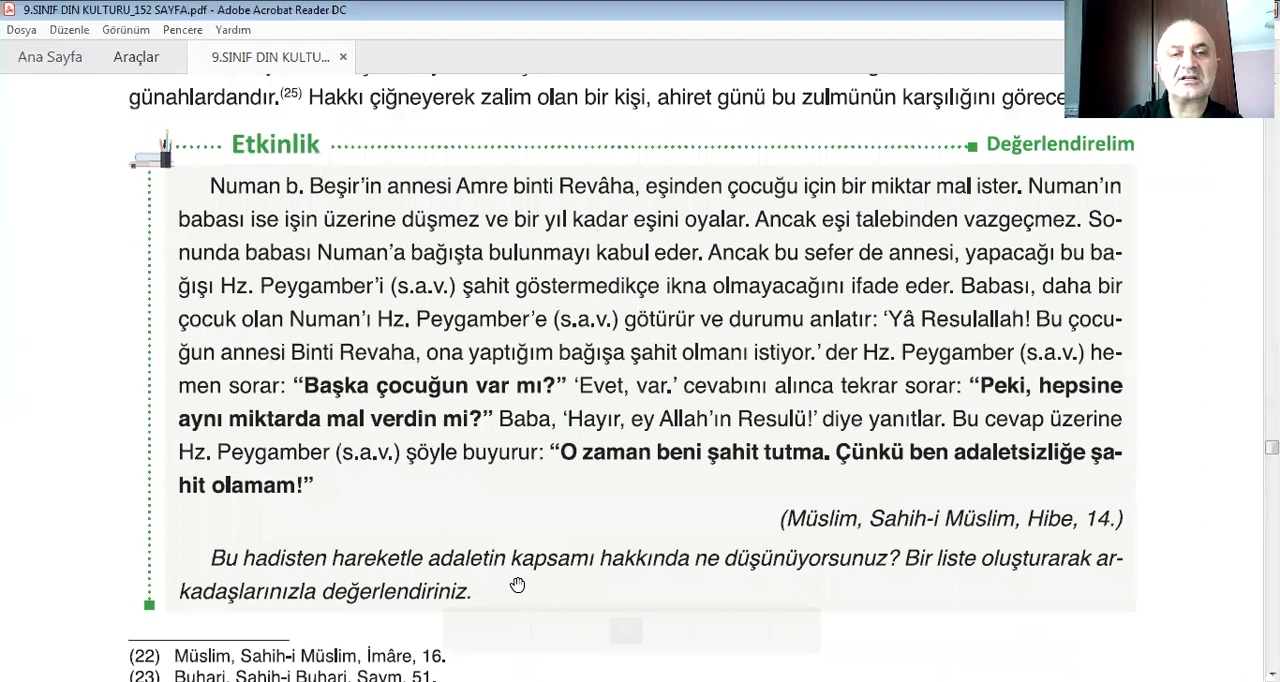 9.SINIF DIN KULTURU_152 SAYFA.pdf - Adobe Acrobat Reader DC
Dosya Düzenle Görünüm Pencere Yardım
Ana Sayfa Araçlar 9.SINIF DIN KULTU... ×
günahlardandır.(25) Hakkı çiğneyerek zalim olan bir kişi, ahiret günü bu zulmünün karşılığını görece
Etkinlik Değerlendirelim
Numan b. Beşir’in annesi Amre binti Revâha, eşinden çocuğu için bir miktar mal ister. Numan’ın
babası ise işin üzerine düşmez ve bir yıl kadar eşini oyalar. Ancak eşi talebinden vazgeçmez. So-
nunda babası Numan’a bağışta bulunmayı kabul eder. Ancak bu sefer de annesi, yapacağı bu ba-
ğışı Hz. Peygamber’i (s.a.v.) şahit göstermedikçe ikna olmayacağını ifade eder. Babası, daha bir
çocuk olan Numan’ı Hz. Peygamber’e (s.a.v.) götürür ve durumu anlatır: ‘Yâ Resulallah! Bu çocu-
ğun annesi Binti Revaha, ona yaptığım bağışa şahit olmanı istiyor.’ der Hz. Peygamber (s.a.v.) he-
men sorar: “Başka çocuğun var mı?” ‘Evet, var.’ cevabını alınca tekrar sorar: “Peki, hepsine
aynı miktarda mal verdin mi?” Baba, ‘Hayır, ey Allah’ın Resulü!’ diye yanıtlar. Bu cevap üzerine
Hz. Peygamber (s.a.v.) şöyle buyurur: “O zaman beni şahit tutma. Çünkü ben adaletsizliğe şa-
hit olamam!”
(Müslim, Sahih-i Müslim, Hibe, 14.)
Bu hadisten hareketle adaletin kapsamı hakkında ne düşünüyorsunuz? Bir liste oluşturarak ar-
kadaşlarınızla değerlendiriniz.
(22) Müslim, Sahih-i Müslim, İmâre, 16.
(23) Buhari, Sahih-i Buhari, Savm, 51.